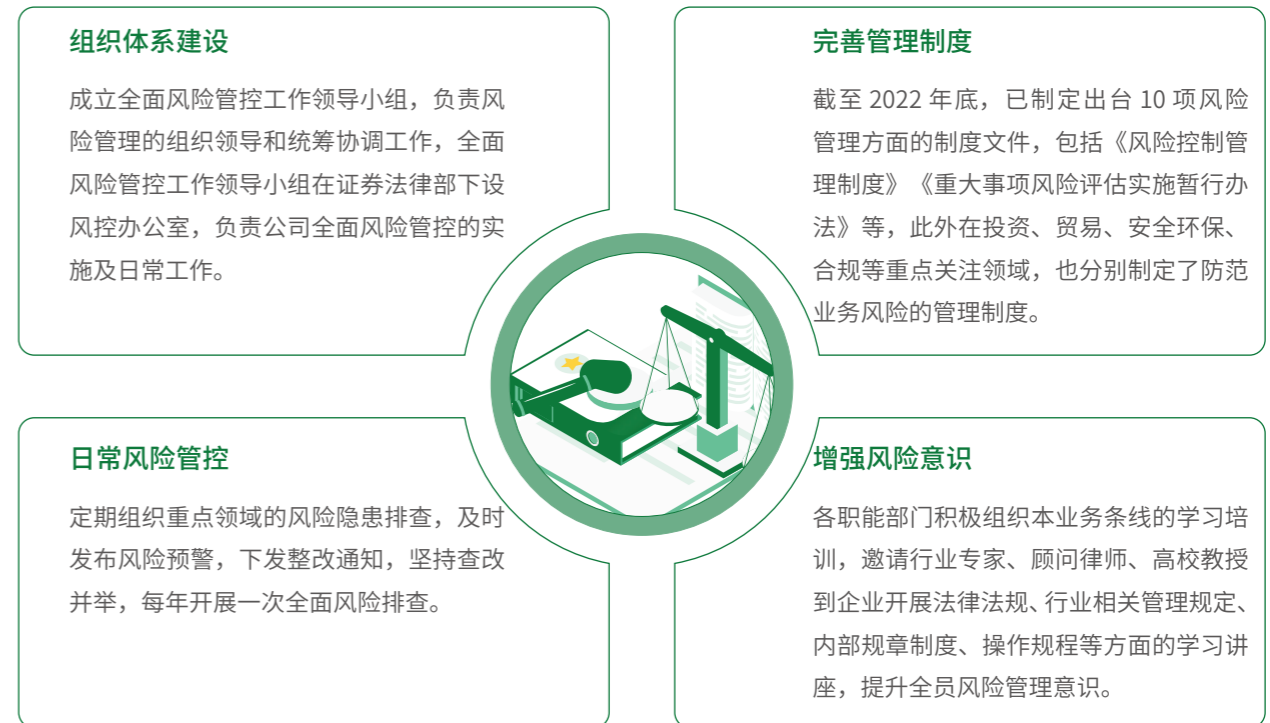 组织体系建设
成立全面风险管控工作领导小组，负责风
险管理的组织领导和统筹协调工作，全面
风险管控工作领导小组在证券法律部下设
风控办公室，负责公司全面风险管控的实
施及日常工作。
完善管理制度
截至 2022 年底，已制定出台 10 项风险
管理方面的制度文件，包括《风险控制管
理制度》《重大事项风险评估实施暂行办
法》等，此外在投资、贸易、安全环保、
合规等重点关注领域，也分别制定了防范
业务风险的管理制度。
日常风险管控
定期组织重点领域的风险隐患排查，及时
发布风险预警，下发整改通知，坚持查改
并举，每年开展一次全面风险排查。
增强风险意识
各职能部门积极组织本业务条线的学习培
训，邀请行业专家、顾问律师、高校教授
到企业开展法律法规、行业相关管理规定、
内部规章制度、操作规程等方面的学习讲
座，提升全员风险管理意识。